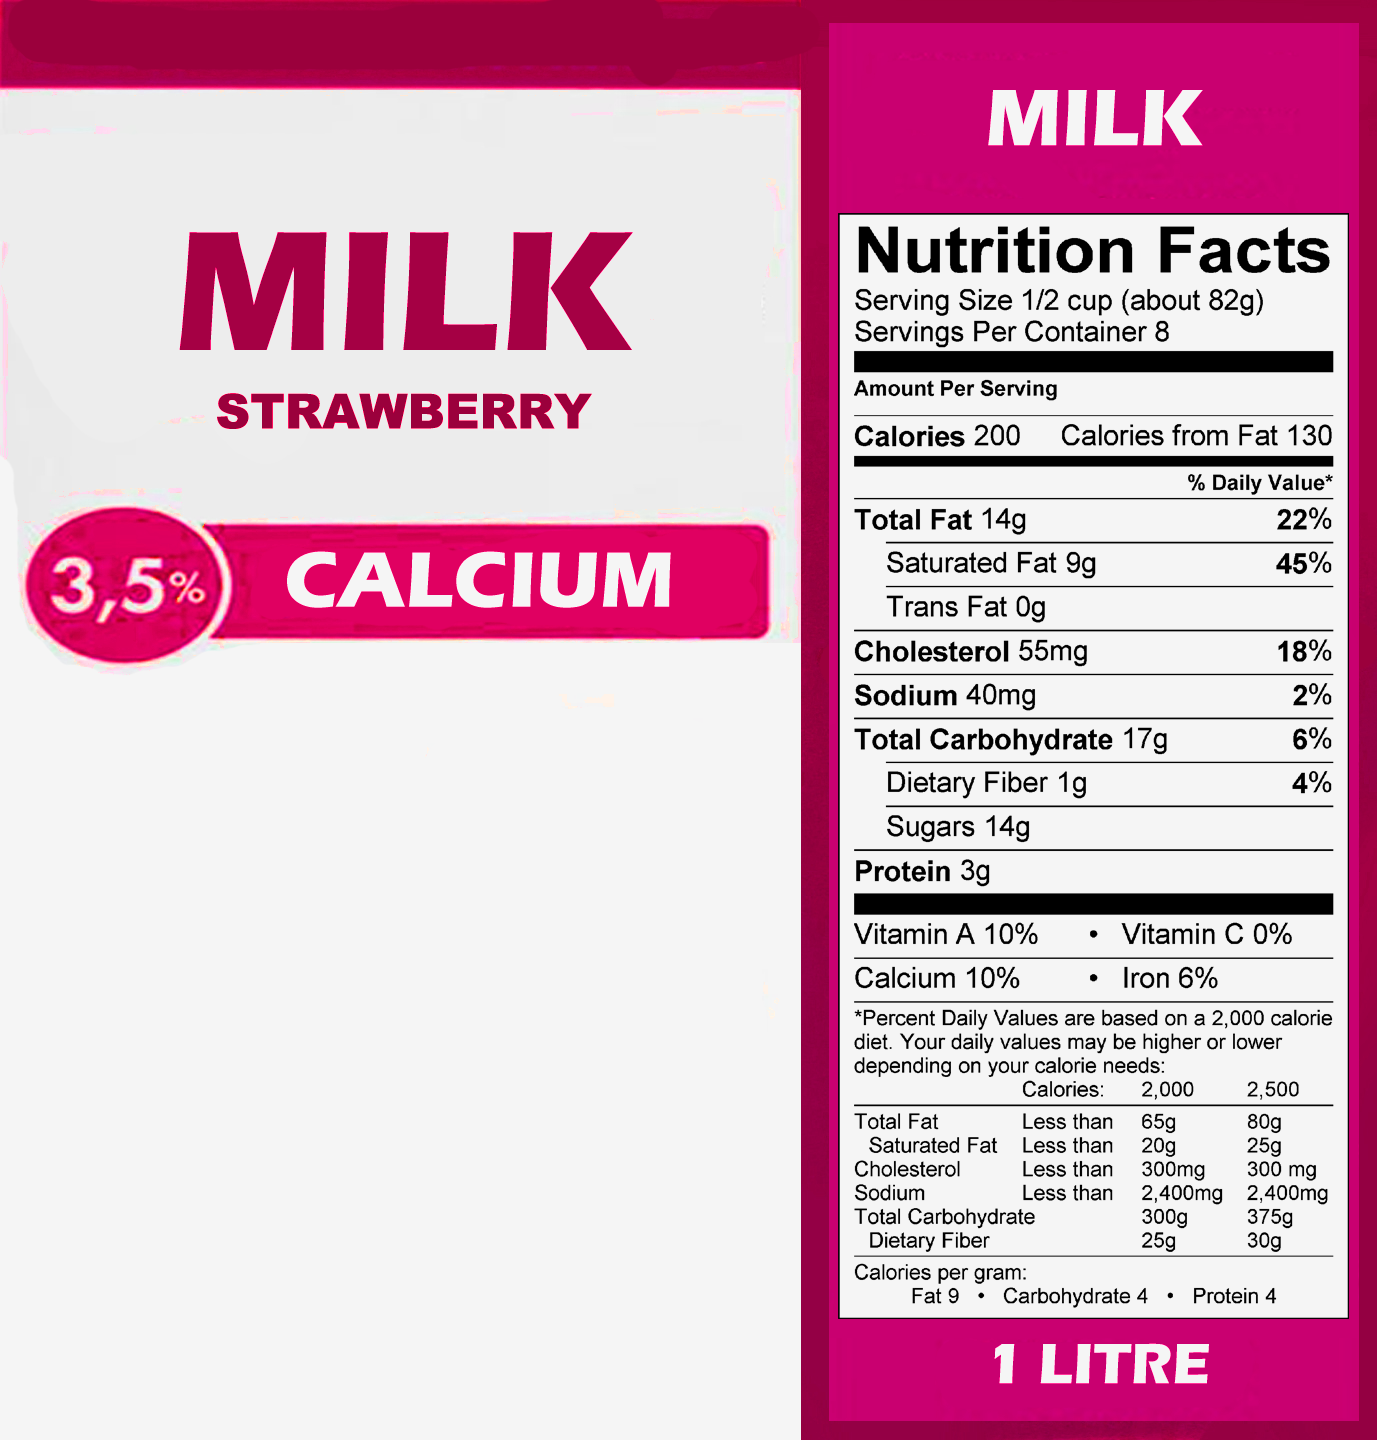 MILK
STRAWBERRY
3,5%
CALCIUM
MILK
Nutrition Facts
Serving Size 1/2 cup (about 82g)
Servings Per Container 8
Amount Per Serving
Calories 200 Calories from Fat 130
% Daily Value*
Total Fat 14g 22%
Saturated Fat 9g 45%
Trans Fat 0g
Cholesterol 55mg 18%
Sodium 40mg 2%
Total Carbohydrate 17g 6%
Dietary Fiber 1g 4%
Sugars 14g
Protein 3g
Vitamin A 10% • Vitamin C 0%
Calcium 10% • Iron 6%
*Percent Daily Values are based on a 2,000 calorie
diet. Your daily values may be higher or lower
depending on your calorie needs:
Calories: 2,000 2,500
Total Fat Less than 65g 80g
Saturated Fat Less than 20g 25g
Cholesterol Less than 300mg 300 mg
Sodium Less than 2,400mg 2,400mg
Total Carbohydrate 300g 375g
Dietary Fiber 25g 30g
Calories per gram:
Fat 9 • Carbohydrate 4 • Protein 4
1 LITRE